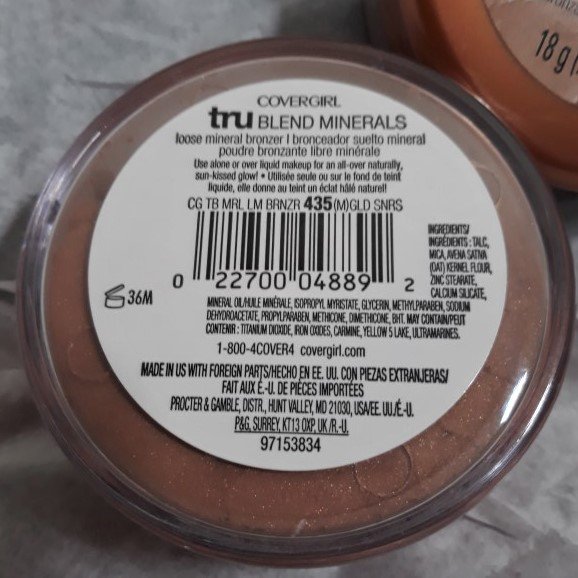 COVERGIRL
tru BLEND MINERALS
loose mineral bronzer | bronceador suelto mineral
poudre bronzante libre minérale
Use alone or over liquid makeup for an all-over naturally,
sun-kissed glow! • Utilisée seule ou sur le fond de teint
liquide, elle donne au teint un éclat hâlé naturel!
CG TB MRL LM BRNZR 435 (M)GLD SNRS
0 22700 04889 2
36M
INGREDIENTS/
INGRÉDIENTS : TALC,
MICA, AVENA SATIVA
(OAT) KERNEL FLOUR,
ZINC STEARATE,
CALCIUM SILICATE,
MINERAL OIL/HUILE MINÉRALE, ISOPROPYL MYRISTATE, GLYCERIN, METHYLPARABEN, SODIUM
DEHYDROACETATE, PROPYLPARABEN, METHICONE, DIMETHICONE, BHT. MAY CONTAIN/PEUT
CONTENIR : TITANIUM DIOXIDE, IRON OXIDES, CARMINE, YELLOW 5 LAKE, ULTRAMARINES.
1-800-4COVER4 covergirl.com
MADE IN US WITH FOREIGN PARTS/HECHO EN EE. UU. CON PIEZAS EXTRANJERAS/
FAIT AUX É.-U. DE PIÈCES IMPORTÉES
PROCTER & GAMBLE, DISTR., HUNT VALLEY, MD 21030, USA/EE. UU./É.-U.
P&G, SURREY, KT13 0XP, UK /R.-U.
97153834
18 g